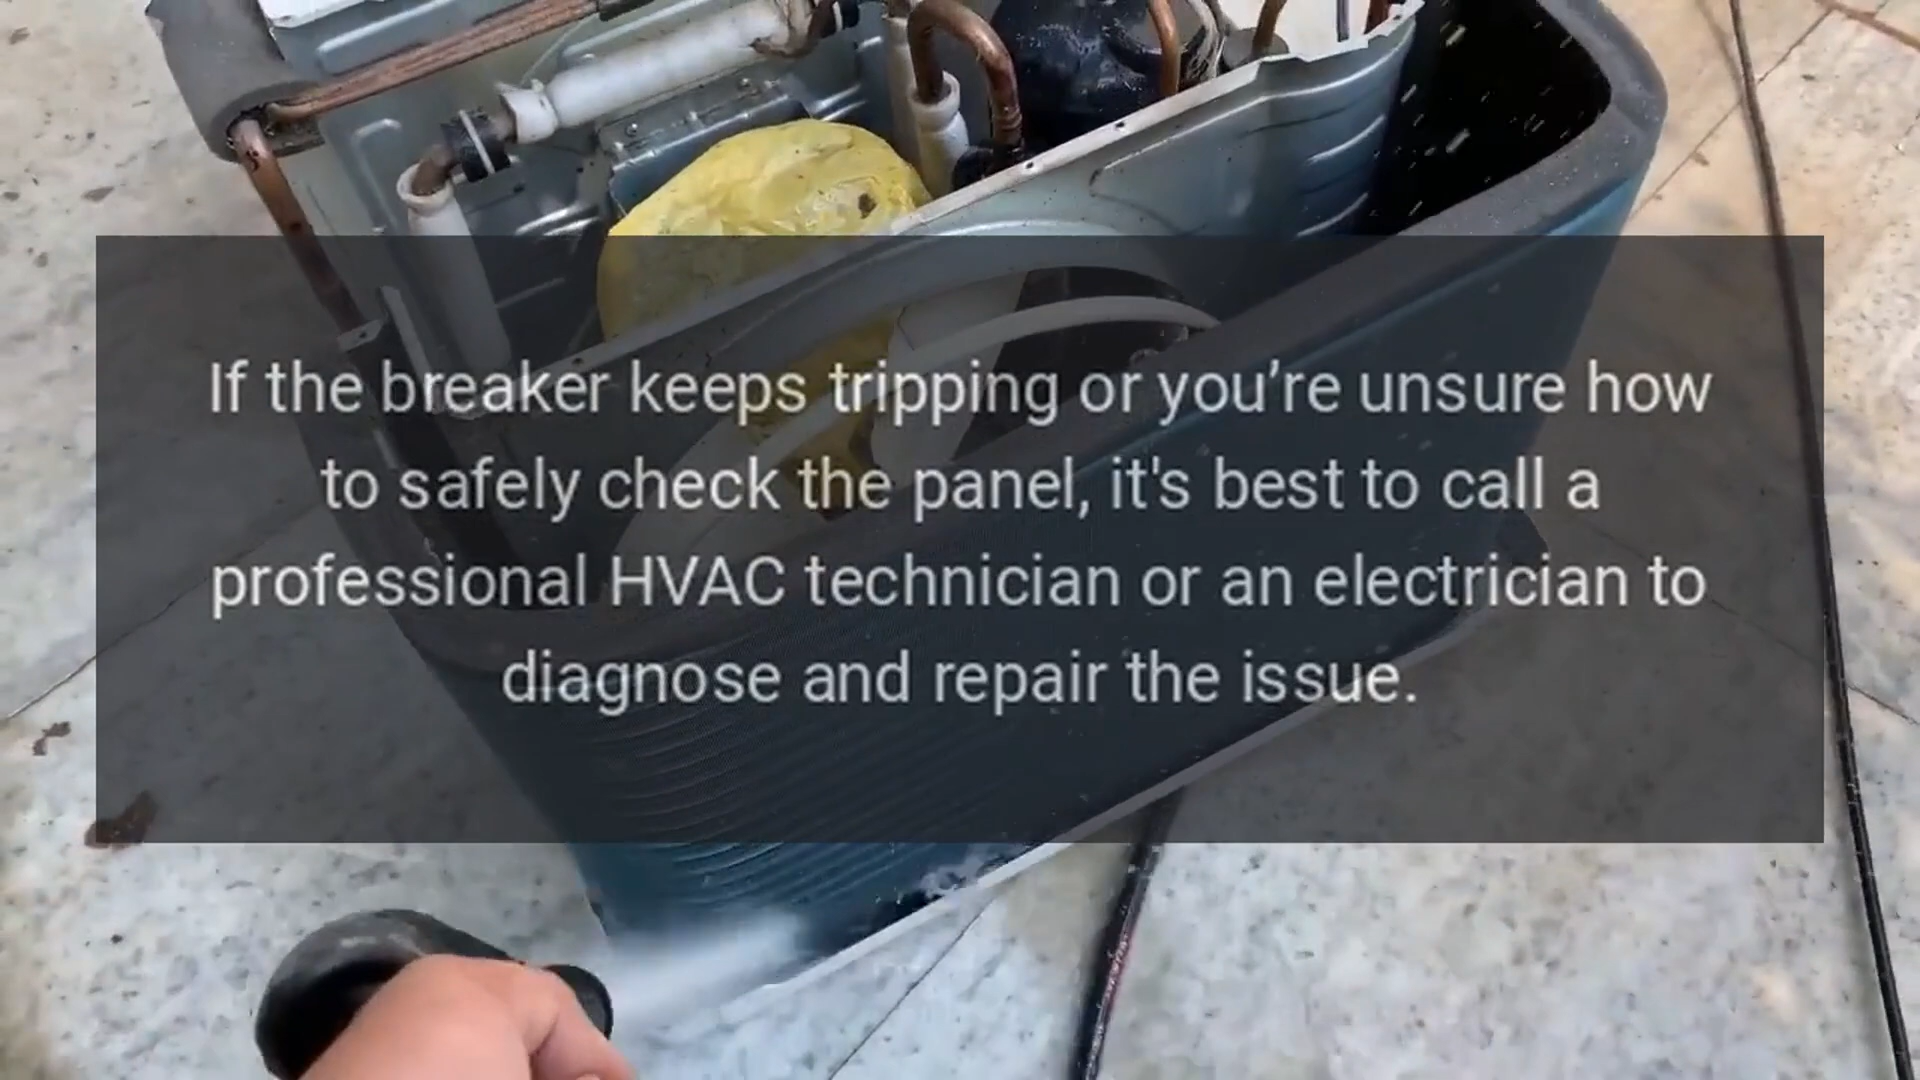 If the breaker keeps tripping or you’re unsure how
to safely check the panel, it's best to call a
professional HVAC technician or an electrician to
diagnose and repair the issue.